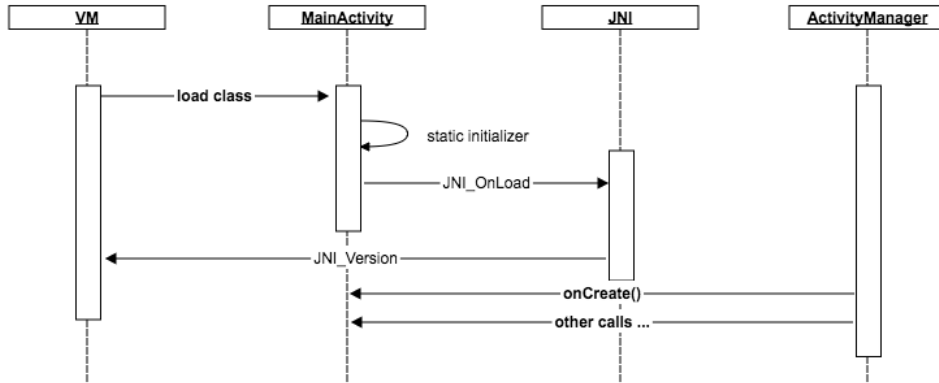 VM
MainActivity
JNI
ActivityManager
load class
static initializer
JNI_OnLoad
JNI_Version
onCreate()
other calls ...